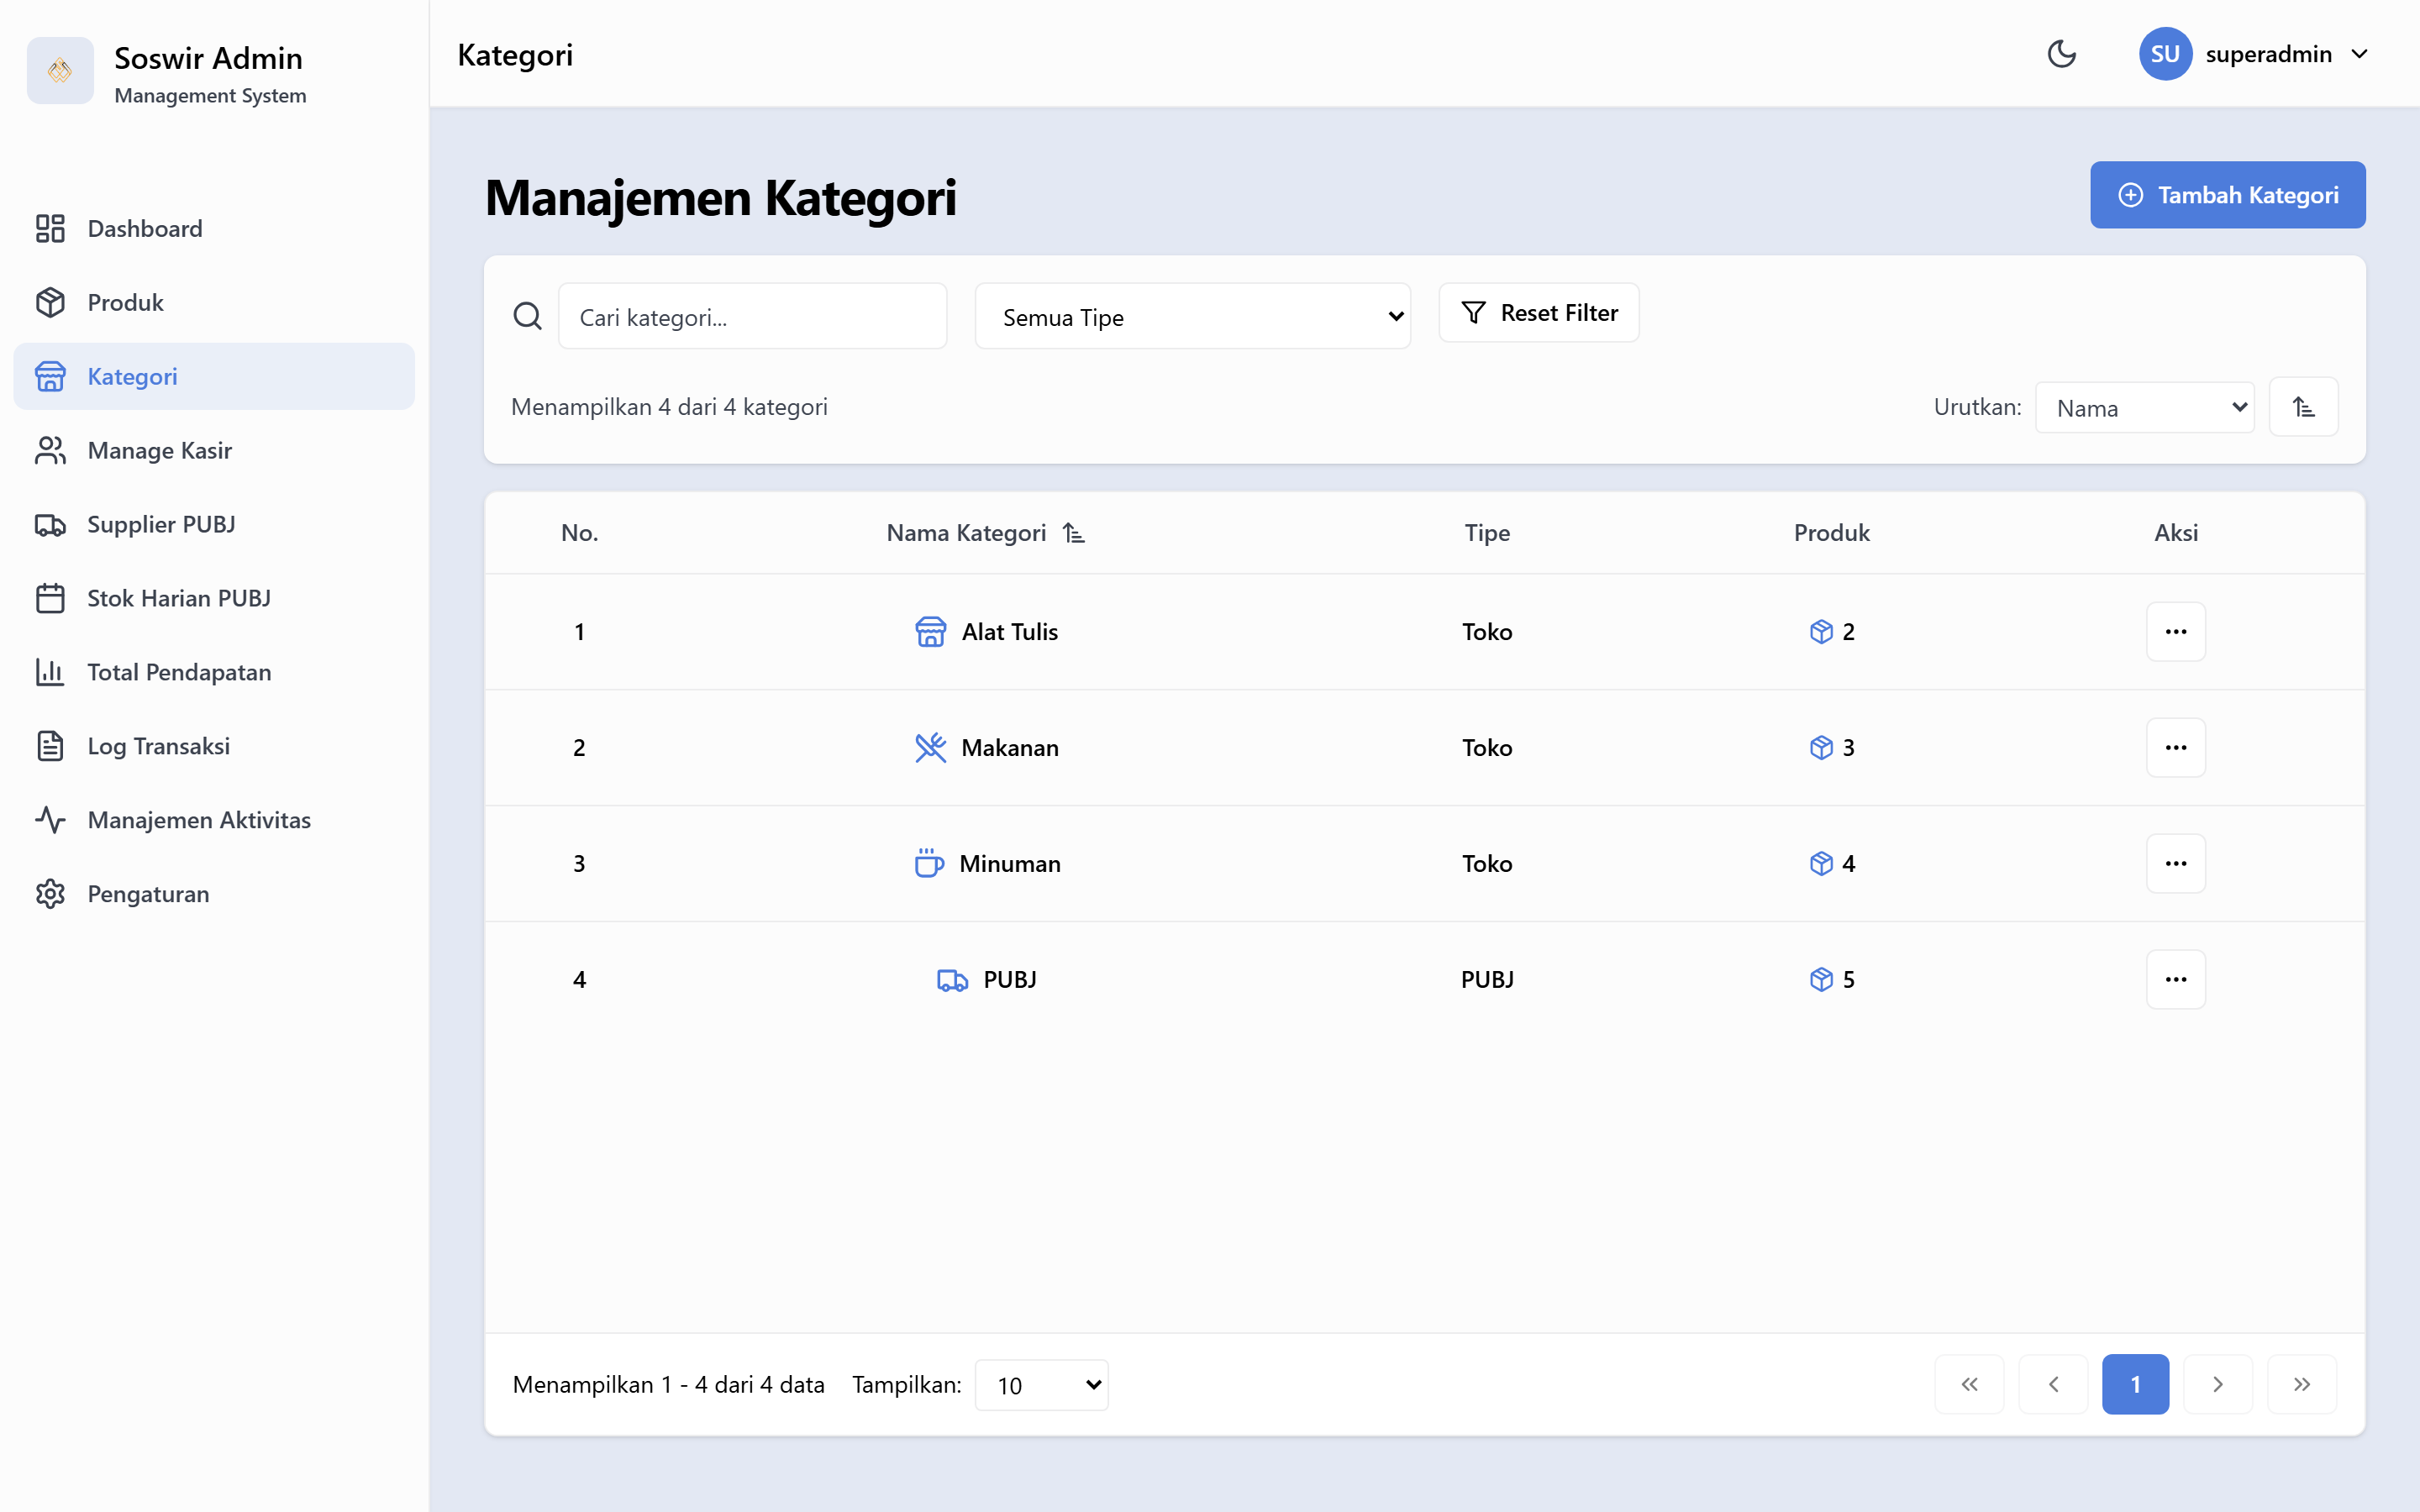 Soswir Admin
Management System
Dashboard
Produk
Kategori
Manage Kasir
Supplier PUBJ
Stok Harian PUBJ
Total Pendapatan
Log Transaksi
Manajemen Aktivitas
Pengaturan
Kategori
SU superadmin
Manajemen Kategori
Tambah Kategori
Cari kategori...
Semua Tipe
Reset Filter
Menampilkan 4 dari 4 kategori
Urutkan: Nama
No. Nama Kategori Tipe Produk Aksi
1 Alat Tulis Toko 2
2 Makanan Toko 3
3 Minuman Toko 4
4 PUBJ PUBJ 5
Menampilkan 1 - 4 dari 4 data Tampilkan: 10
1